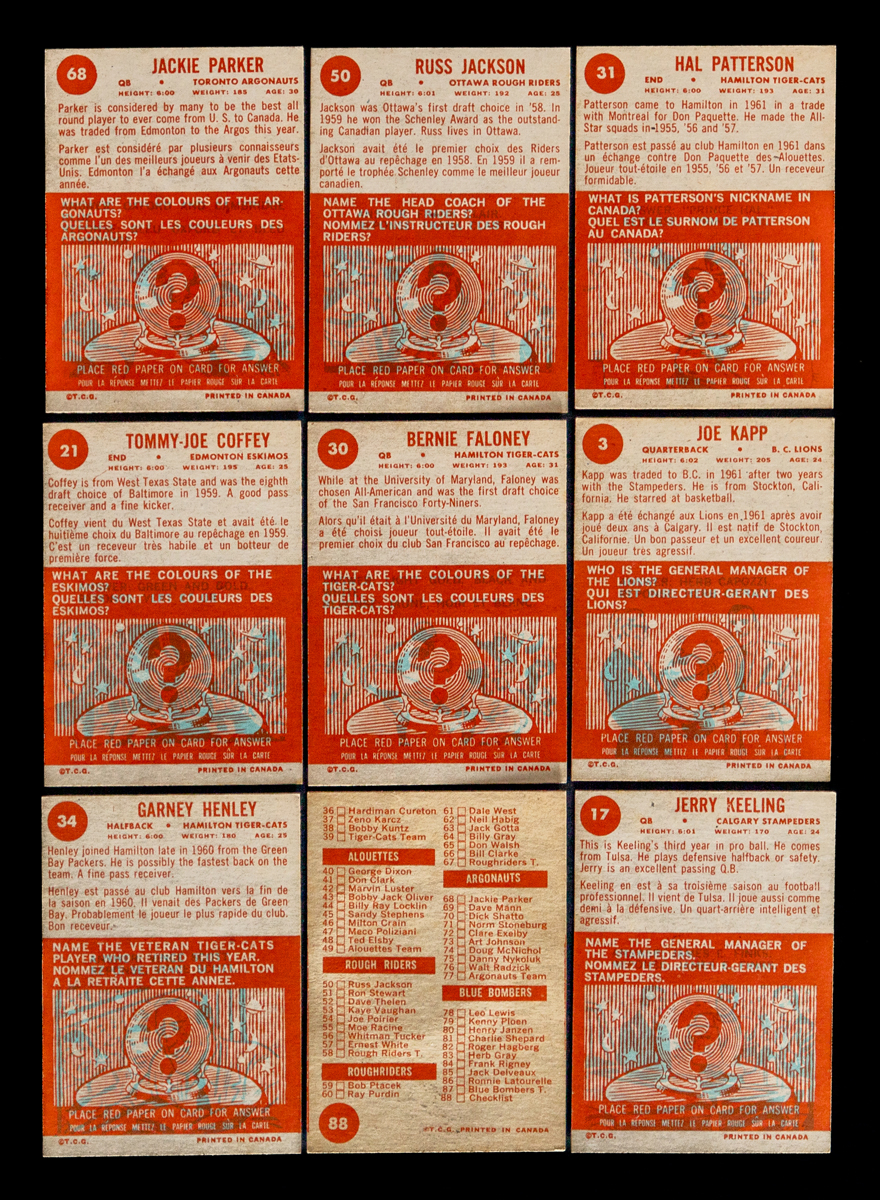 68
JACKIE PARKER
QB • TORONTO ARGONAUTS
HEIGHT: 6:00 WEIGHT: 185 AGE: 30
Parker is considered by many to be the best all
round player to ever come from U. S. to Canada. He
was traded from Edmonton to the Argos this year.
Parker est considéré par plusieurs connaisseurs
comme l'un des meilleurs joueurs à venir des Etats-
Unis. Edmonton l'a échangé aux Argonauts cette
année.
WHAT ARE THE COLOURS OF THE AR-
GONAUTS?
QUELLES SONT LES COULEURS DES
ARGONAUTS?
?
PLACE RED PAPER ON CARD FOR ANSWER
POUR LA RÉPONSE METTEZ LE PAPIER ROUGE SUR LA CARTE
©T.C.G. PRINTED IN CANADA
50
RUSS JACKSON
QB • OTTAWA ROUGH RIDERS
HEIGHT: 6:01 WEIGHT: 192 AGE: 25
Jackson was Ottawa's first draft choice in '58. In
1959 he won the Schenley Award as the outstand-
ing Canadian player. Russ lives in Ottawa.
Jackson avait été le premier choix des Riders
d'Ottawa au repêchage en 1958. En 1959 il a rem-
porté le trophée Schenley comme le meilleur joueur
canadien.
NAME THE HEAD COACH OF THE
OTTAWA ROUGH RIDERS?
NOMMEZ L'INSTRUCTEUR DES ROUGH
RIDERS?
?
PLACE RED PAPER ON CARD FOR ANSWER
POUR LA RÉPONSE METTEZ LE PAPIER ROUGE SUR LA CARTE
©T.C.G. PRINTED IN CANADA
31
HAL PATTERSON
END • HAMILTON TIGER-CATS
HEIGHT: 6:00 WEIGHT: 193 AGE: 31
Patterson came to Hamilton in 1961 in a trade
with Montreal for Don Paquette. He made the All-
Star squads in 1955, '56 and '57.
Patterson est passé au club Hamilton en 1961 dans
un échange contre Don Paquette des Alouettes.
Joueur tout-étoile en 1955, '56 et '57. Un receveur
formidable.
WHAT IS PATTERSON'S NICKNAME IN
CANADA?
QUEL EST LE SURNOM DE PATTERSON
AU CANADA?
?
PLACE RED PAPER ON CARD FOR ANSWER
POUR LA RÉPONSE METTEZ LE PAPIER ROUGE SUR LA CARTE
©T.C.G. PRINTED IN CANADA
21
TOMMY-JOE COFFEY
END • EDMONTON ESKIMOS
HEIGHT: 6:00 WEIGHT: 195 AGE: 25
Coffey is from West Texas State and was the eighth
draft choice of Baltimore in 1959. A good pass
receiver and a fine kicker.
Coffey vient du West Texas State et avait été le
huitième choix du Baltimore au repêchage en 1959.
C'est un receveur très habile et un botteur de
première force.
WHAT ARE THE COLOURS OF THE
ESKIMOS?
QUELLES SONT LES COULEURS DES
ESKIMOS?
?
PLACE RED PAPER ON CARD FOR ANSWER
POUR LA RÉPONSE METTEZ LE PAPIER ROUGE SUR LA CARTE
©T.C.G. PRINTED IN CANADA
30
BERNIE FALONEY
QB • HAMILTON TIGER-CATS
HEIGHT: 6:00 WEIGHT: 193 AGE: 31
While at the University of Maryland, Faloney was
chosen All-American and was the first draft choice
of the San Francisco Forty-Niners.
Alors qu'il était à l'Université du Maryland, Faloney
a été choisi joueur tout-étoile. Il avait été le
premier choix du club San Francisco au repêchage.
WHAT ARE THE COLOURS OF THE
TIGER-CATS?
QUELLES SONT LES COULEURS DES
TIGER-CATS?
?
PLACE RED PAPER ON CARD FOR ANSWER
POUR LA RÉPONSE METTEZ LE PAPIER ROUGE SUR LA CARTE
©T.C.G. PRINTED IN CANADA
3
JOE KAPP
QUARTERBACK • B. C. LIONS
HEIGHT: 6:02 WEIGHT: 205 AGE: 24
Kapp was traded to B.C. in 1961 after two years
with the Stampeders. He is from Stockton, Cali-
fornia. He starred at basketball.
Kapp a été échangé aux Lions en 1961 après avoir
joué deux ans à Calgary. Il est natif de Stockton,
Californie. Un bon passeur et un excellent coureur.
Un joueur très agressif.
WHO IS THE GENERAL MANAGER OF
THE LIONS?
QUI EST DIRECTEUR-GERANT DES
LIONS?
?
PLACE RED PAPER ON CARD FOR ANSWER
POUR LA RÉPONSE METTEZ LE PAPIER ROUGE SUR LA CARTE
©T.C.G. PRINTED IN CANADA
34
GARNEY HENLEY
HALFBACK • HAMILTON TIGER-CATS
HEIGHT: 6:00 WEIGHT: 180 AGE: 25
Henley joined Hamilton late in 1960 from the Green
Bay Packers. He is possibly the fastest back on the
team. A fine pass receiver.
Henley est passé au club Hamilton vers la fin de
la saison en 1960. Il venait des Packers de Green
Bay. Probablement le joueur le plus rapide du club.
Bon receveur.
NAME THE VETERAN TIGER-CATS
PLAYER WHO RETIRED THIS YEAR.
NOMMEZ LE VETERAN DU HAMILTON
A LA RETRAITE CETTE ANNEE.
?
PLACE RED PAPER ON CARD FOR ANSWER
POUR LA RÉPONSE METTEZ LE PAPIER ROUGE SUR LA CARTE
©T.C.G. PRINTED IN CANADA
36 Hardiman Cureton
37 Zeno Karcz
38 Bobby Kuntz
39 Tiger-Cats Team
ALOUETTES
40 George Dixon
41 Don Clark
42 Marvin Luster
43 Bobby Jack Oliver
44 Billy Ray Locklin
45 Sandy Stephens
46 Milton Crain
47 Meco Poliziani
48 Ted Elsby
49 Alouettes Team
ROUGH RIDERS
50 Russ Jackson
51 Ron Stewart
52 Dave Thelen
53 Kaye Vaughan
54 Joe Poirier
55 Moe Racine
56 Whitman Tucker
57 Ernest White
58 Rough Riders T.
ROUGHRIDERS
59 Bob Ptacek
60 Ray Purdin
61 Dale West
62 Neil Habig
63 Jack Gotta
64 Billy Gray
65 Don Walsh
66 Bill Clarke
67 Roughriders T.
ARGONAUTS
68 Jackie Parker
69 Dave Mann
70 Dick Shatto
71 Norm Stoneburg
72 Clare Exelby
73 Art Johnson
74 Doug McNichol
75 Danny Nykoluk
76 Walt Radzick
77 Argonauts Team
BLUE BOMBERS
78 Leo Lewis
79 Kenny Ploen
80 Henry Janzen
81 Charlie Shepard
82 Roger Hagberg
83 Herb Gray
84 Frank Rigney
85 Jack Delveaux
86 Ronnie Latourelle
87 Blue Bombers T.
88 Checklist
88
©T.C.G. PRINTED IN CANADA
17
JERRY KEELING
QB • CALGARY STAMPEDERS
HEIGHT: 6:01 WEIGHT: 170 AGE: 24
This is Keeling's third year in pro ball. He comes
from Tulsa. He plays defensive halfback or safety.
Jerry is an excellent passing Q.B.
Keeling en est à sa troisième saison au football
professionnel. Il vient de Tulsa. Il joue aussi comme
demi à la défensive. Un quart-arrière intelligent et
agressif.
NAME THE GENERAL MANAGER OF
THE STAMPEDERS.
NOMMEZ LE DIRECTEUR-GERANT DES
STAMPEDERS.
?
PLACE RED PAPER ON CARD FOR ANSWER
POUR LA RÉPONSE METTEZ LE PAPIER ROUGE SUR LA CARTE
©T.C.G. PRINTED IN CANADA